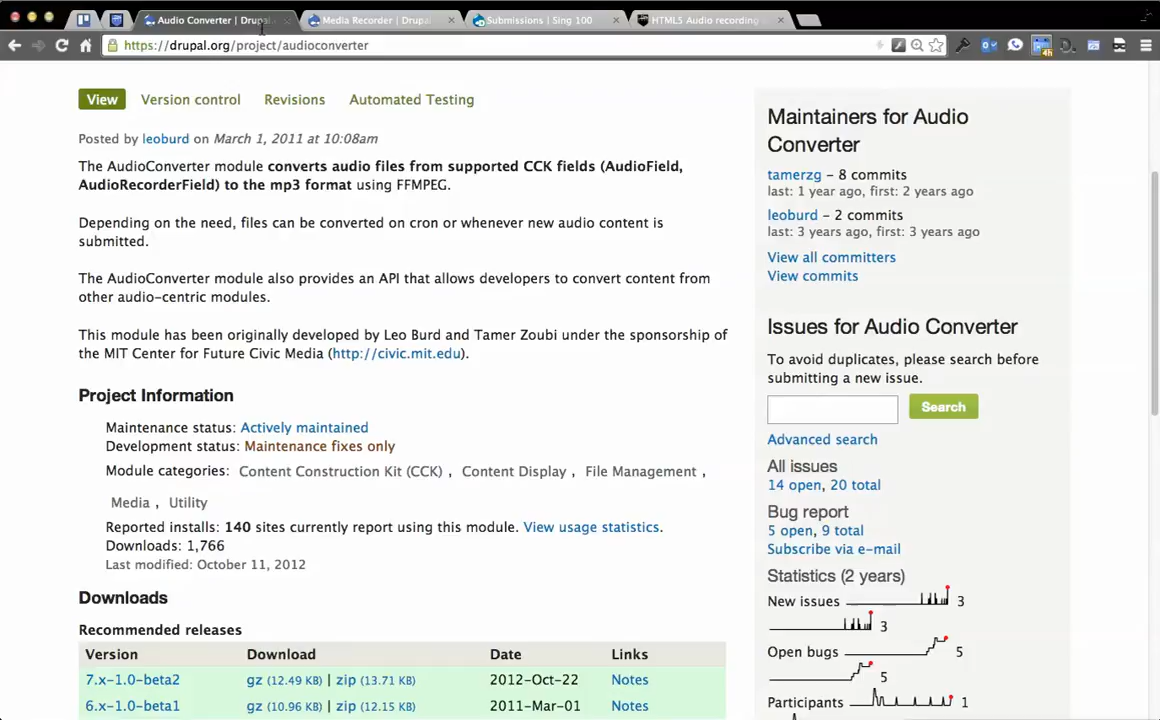 Audio Converter | Drupal.
Media Recorder | Drupal
Submissions | Sing 100
HTML5 Audio recording
https://drupal.org/project/audioconverter
4h
View
Version control
Revisions
Automated Testing
Posted by leoburd on March 1, 2011 at 10:08am
The AudioConverter module converts audio files from supported CCK fields (AudioField,
AudioRecorderField) to the mp3 format using FFMPEG.
Depending on the need, files can be converted on cron or whenever new audio content is
submitted.
The AudioConverter module also provides an API that allows developers to convert content from
other audio-centric modules.
This module has been originally developed by Leo Burd and Tamer Zoubi under the sponsorship of
the MIT Center for Future Civic Media (http://civic.mit.edu).
Project Information
Maintenance status: Actively maintained
Development status: Maintenance fixes only
Module categories: Content Construction Kit (CCK) , Content Display , File Management ,
Media , Utility
Reported installs: 140 sites currently report using this module. View usage statistics.
Downloads: 1,766
Last modified: October 11, 2012
Downloads
Recommended releases
Version Download Date Links
7.x-1.0-beta2 gz (12.49 KB) | zip (13.71 KB) 2012-Oct-22 Notes
6.x-1.0-beta1 gz (10.96 KB) | zip (12.15 KB) 2011-Mar-01 Notes
Maintainers for Audio
Converter
tamerzg – 8 commits
last: 1 year ago, first: 2 years ago
leoburd – 2 commits
last: 3 years ago, first: 3 years ago
View all committers
View commits
Issues for Audio Converter
To avoid duplicates, please search before
submitting a new issue.
Search
Advanced search
All issues
14 open, 20 total
Bug report
5 open, 9 total
Subscribe via e-mail
Statistics (2 years)
New issues 3
3
Open bugs 5
5
Participants 1